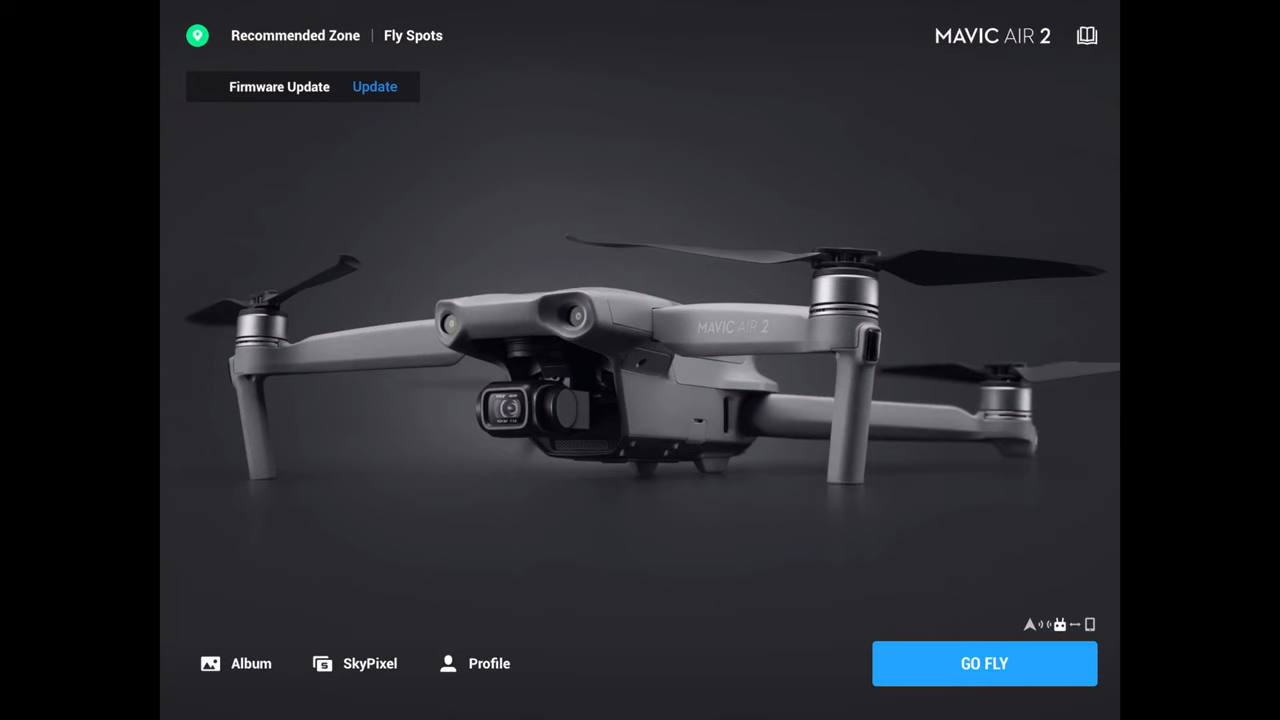 Recommended Zone | Fly Spots
MAVIC AIR 2
Firmware Update Update
MAVIC AIR 2
Album SkyPixel Profile
GO FLY